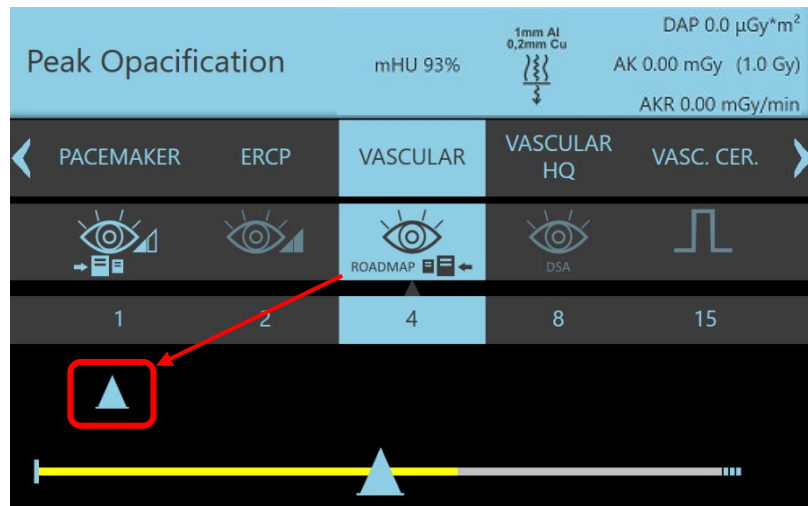 Peak Opacification
mHU 93%
1mm Al
0,2mm Cu
DAP 0.0 µGy*m²
AK 0.00 mGy (1.0 Gy)
AKR 0.00 mGy/min
PACEMAKER
ERCP
VASCULAR
VASCULAR
HQ
VASC. CER.
ROADMAP
DSA
1
2
4
8
15